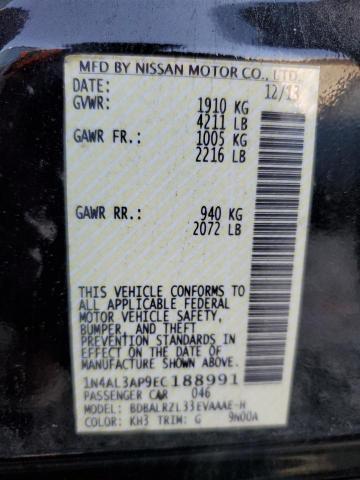 MFD BY NISSAN MOTOR CO., LTD.
DATE: 12/13
GVWR: 1910 KG
4211 LB
GAWR FR.: 1005 KG
2216 LB
GAWR RR.: 940 KG
2072 LB
THIS VEHICLE CONFORMS TO
ALL APPLICABLE FEDERAL
MOTOR VEHICLE SAFETY,
BUMPER, AND THEFT
PREVENTION STANDARDS
IN EFFECT ON THE DATE OF
MANUFACTURE SHOWN ABOVE.
1N4AL3AP9EC188991
PASSENGER CAR 046
MODEL: BDBALRZL33EVAAAE-H
COLOR: KH3 TRIM: G 9N00A